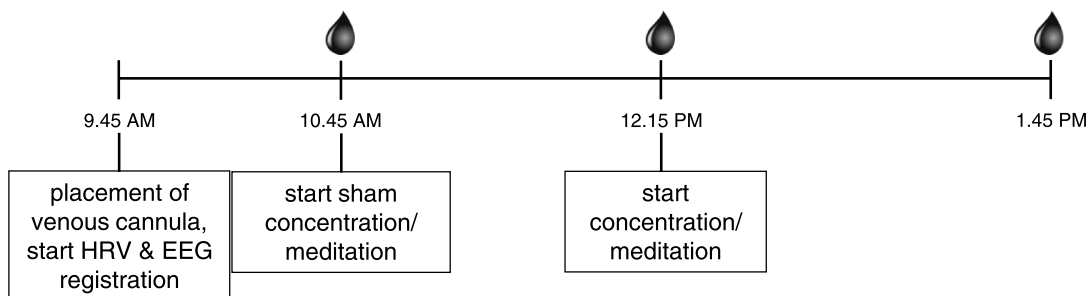 9.45 AM
10.45 AM
12.15 PM
1.45 PM
placement of
venous cannula,
start HRV & EEG
registration
start sham
concentration/
meditation
start
concentration/
meditation